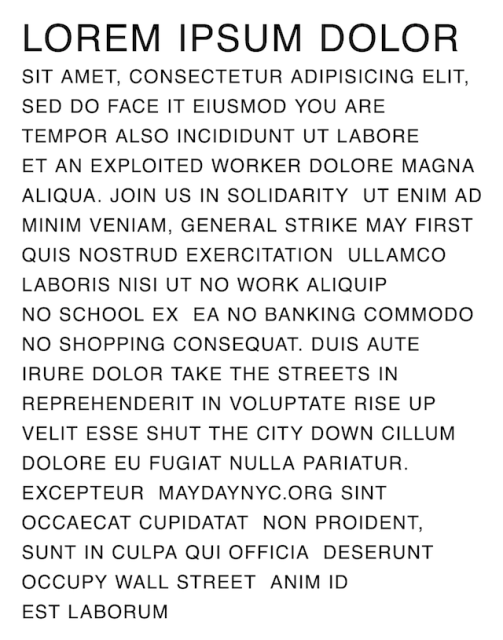 LOREM IPSUM DOLOR
SIT AMET, CONSECTETUR ADIPISICING ELIT,
SED DO FACE IT EIUSMOD YOU ARE
TEMPOR ALSO INCIDIDUNT UT LABORE
ET AN EXPLOITED WORKER DOLORE MAGNA
ALIQUA. JOIN US IN SOLIDARITY  UT ENIM AD
MINIM VENIAM, GENERAL STRIKE MAY FIRST
QUIS NOSTRUD EXERCITATION  ULLAMCO
LABORIS NISI UT NO WORK ALIQUIP
NO SCHOOL EX  EA NO BANKING COMMODO
NO SHOPPING CONSEQUAT. DUIS AUTE
IRURE DOLOR TAKE THE STREETS IN
REPREHENDERIT IN VOLUPTATE RISE UP
VELIT ESSE SHUT THE CITY DOWN CILLUM
DOLORE EU FUGIAT NULLA PARIATUR.
EXCEPTEUR  MAYDAYNYC.ORG SINT
OCCAECAT CUPIDATAT  NON PROIDENT,
SUNT IN CULPA QUI OFFICIA  DESERUNT
OCCUPY WALL STREET  ANIM ID
EST LABORUM